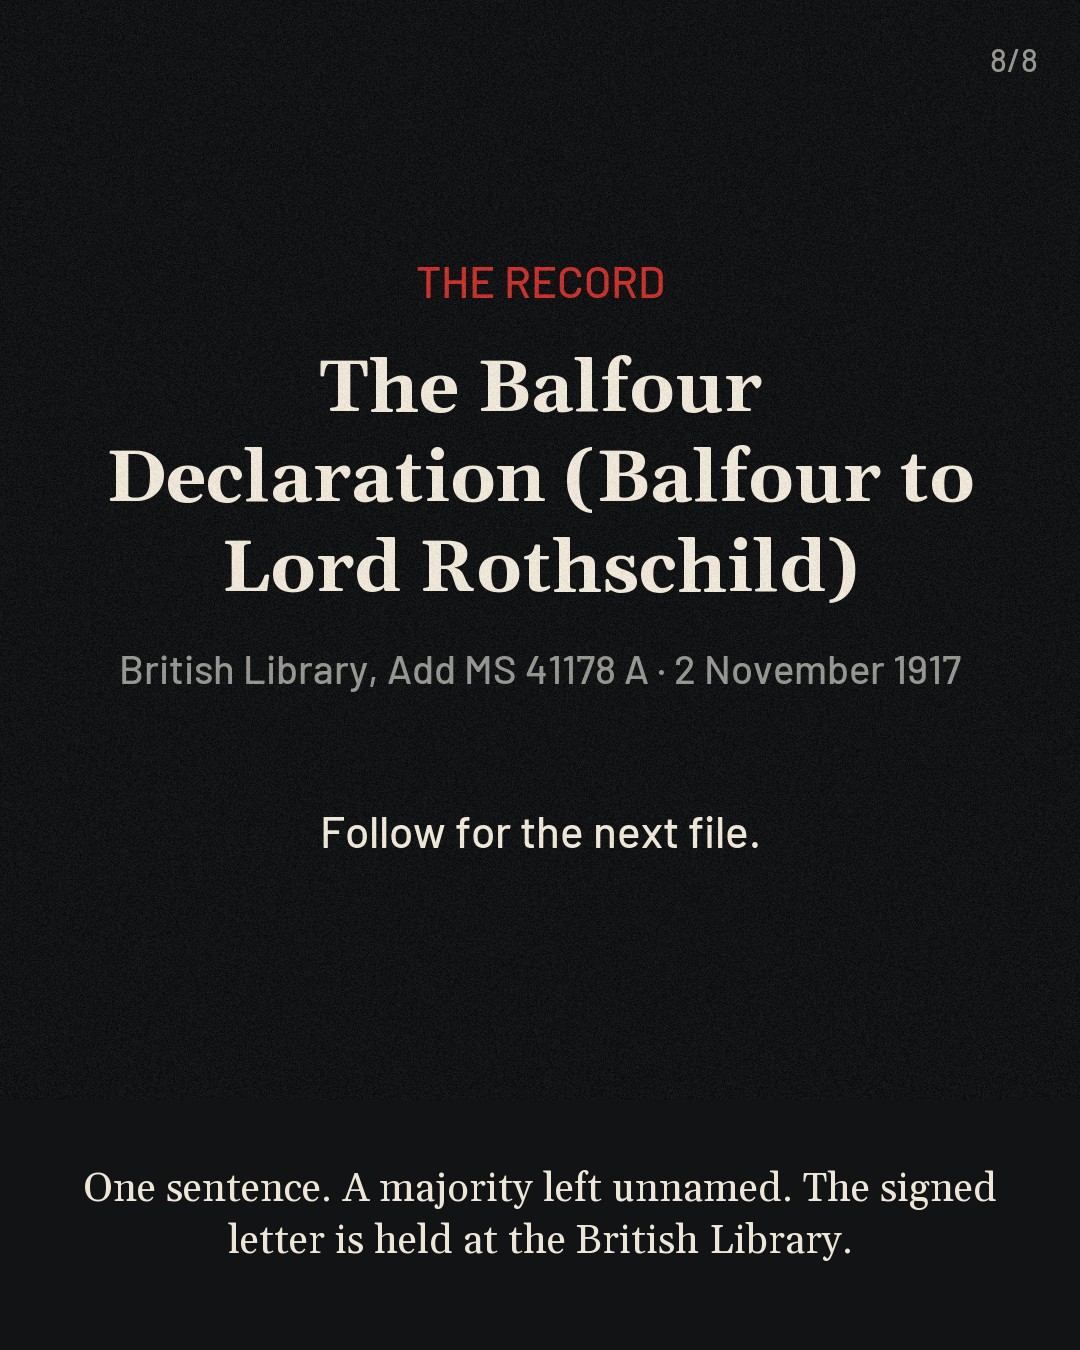 8/8
THE RECORD
The Balfour
Declaration (Balfour to
Lord Rothschild)
British Library, Add MS 41178 A · 2 November 1917
Follow for the next file.
One sentence. A majority left unnamed. The signed
letter is held at the British Library.